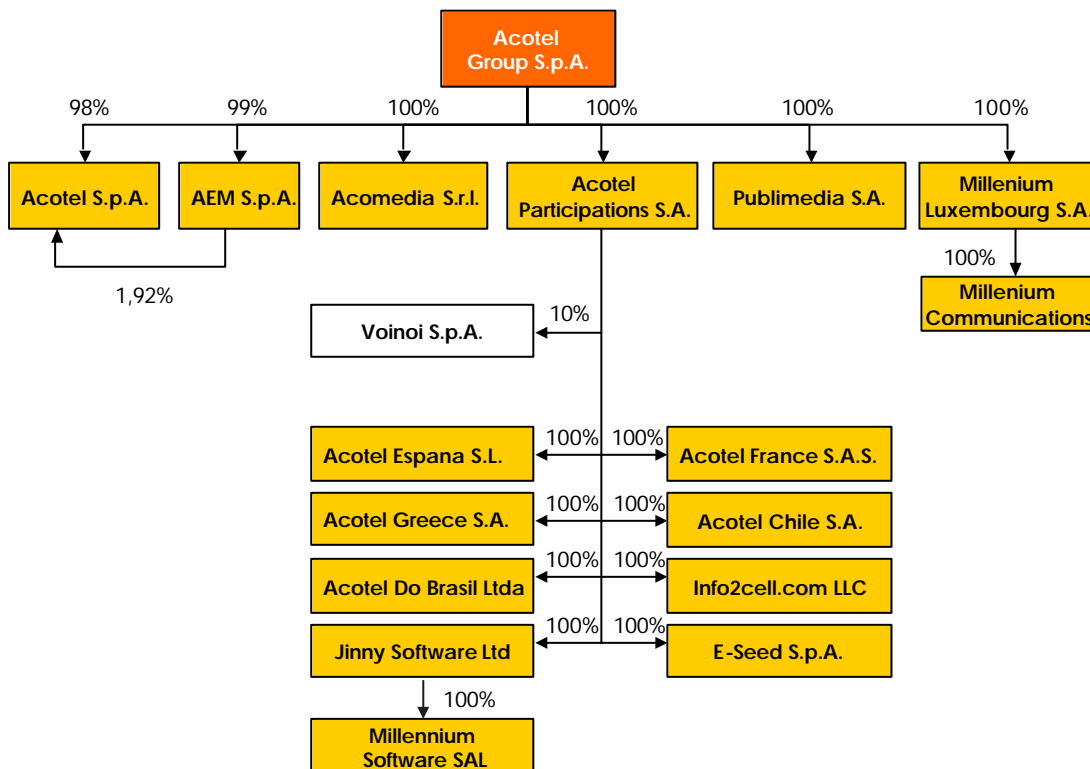 Acotel
Group S.p.A.
98%
99%
100%
100%
100%
100%
Acotel S.p.A.
AEM S.p.A.
Acomedia S.r.l.
Acotel
Participations S.A.
Publimedia S.A.
Millenium
Luxembourg S.A.
1,92%
100%
Millenium
Communications
10%
Voinoi S.p.A.
100%
100%
Acotel Espana S.L.
Acotel France S.A.S.
100%
100%
Acotel Greece S.A.
Acotel Chile S.A.
100%
100%
Acotel Do Brasil Ltda
Info2cell.com LLC
100%
100%
Jinny Software Ltd
E-Seed S.p.A.
100%
Millennium
Software SAL